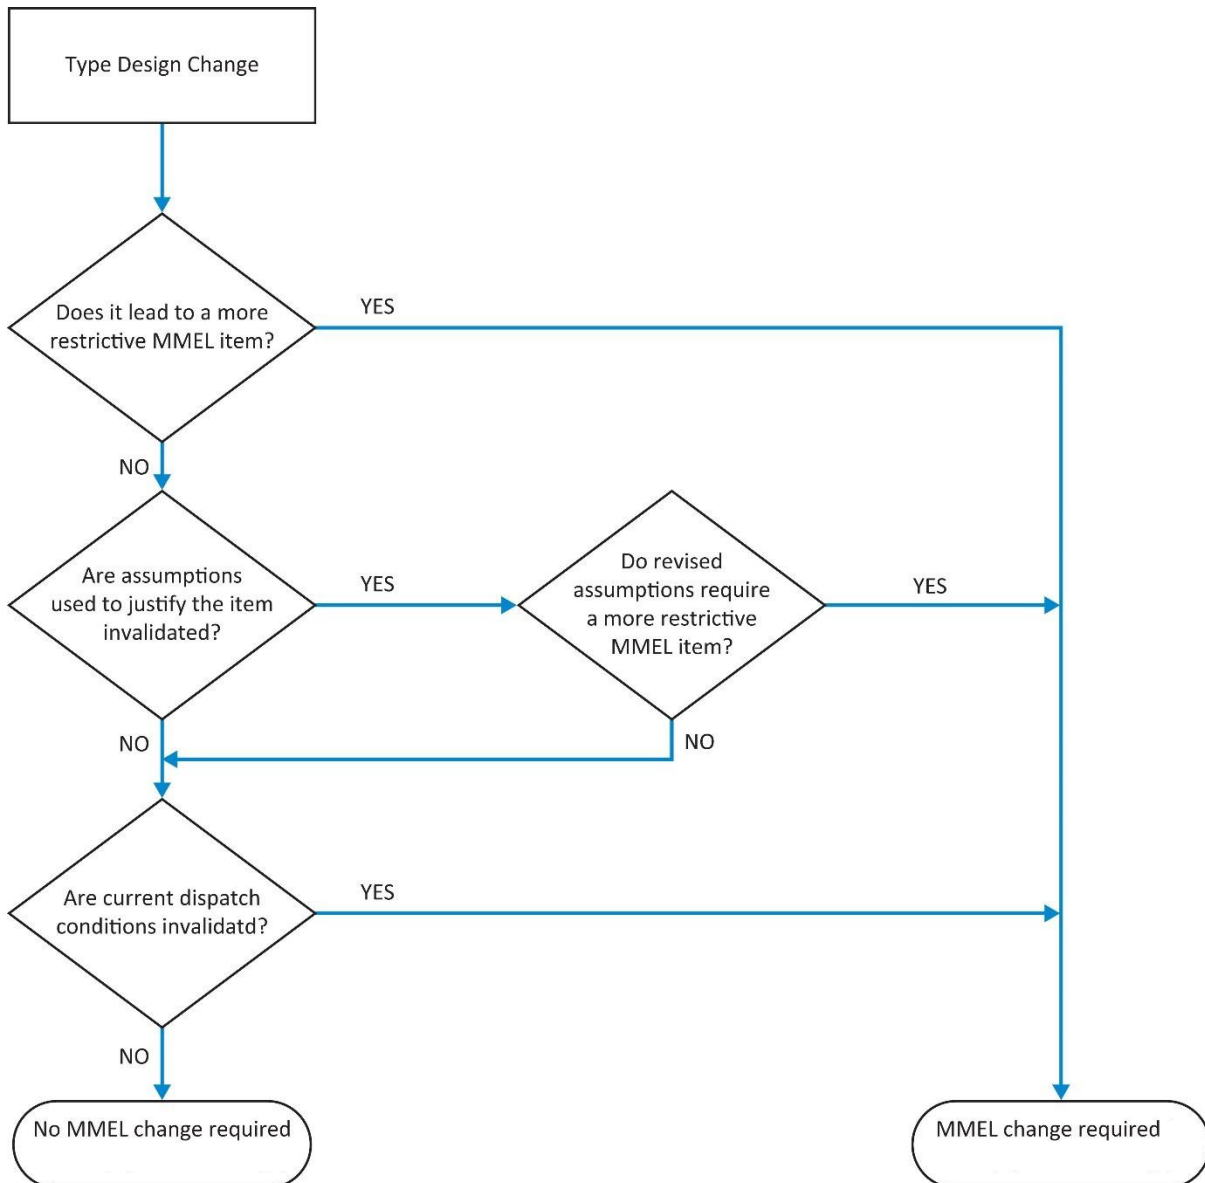 Type Design Change
Does it lead to a more
restrictive MMEL item?
YES
NO
Are assumptions
used to justify the item
invalidated?
YES
Do revised
assumptions require
a more restrictive
MMEL item?
YES
NO
NO
Are current dispatch
conditions invalidatd?
YES
NO
No MMEL change required
MMEL change required